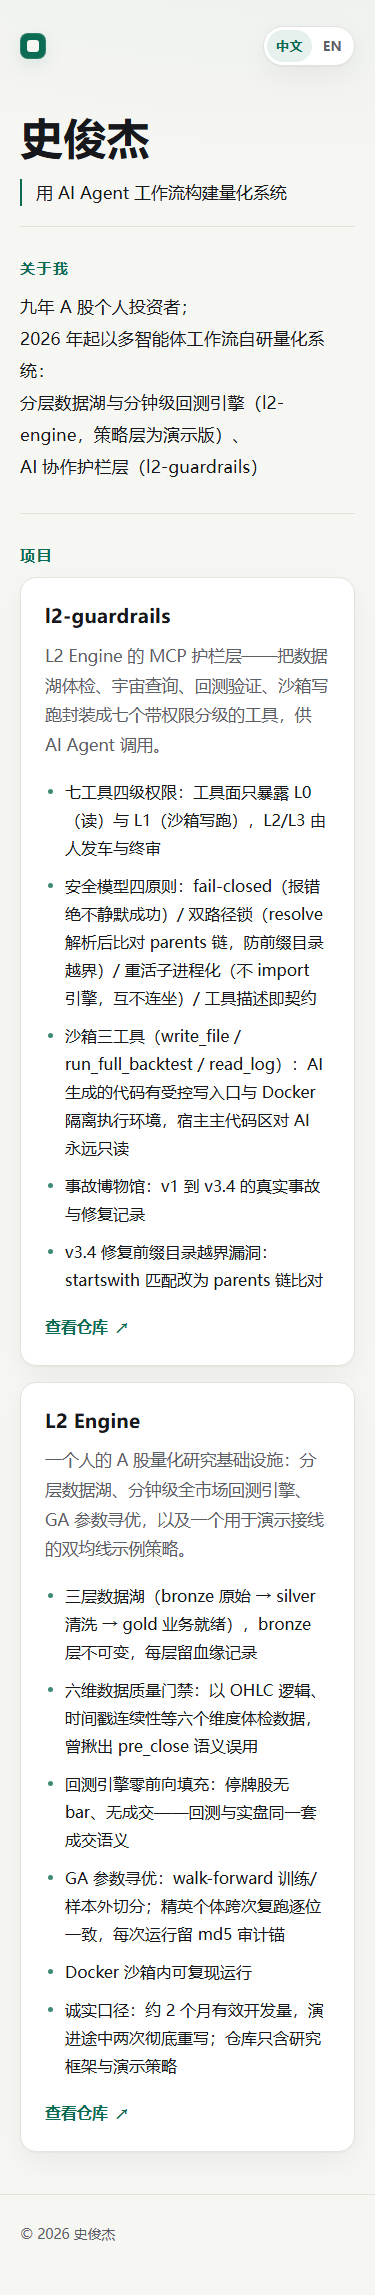 中文 EN
史俊杰
用 AI Agent 工作流构建量化系统
关于我
九年 A 股个人投资者；
2026 年起以多智能体工作流自研量化系
统：
分层数据湖与分钟级回测引擎（l2-
engine，策略层为演示版）、
AI 协作护栏层（l2-guardrails）
项目
l2-guardrails
L2 Engine 的 MCP 护栏层——把数据
湖体检、宇宙查询、回测验证、沙箱写
跑封装成七个带权限分级的工具，供
AI Agent 调用。
• 七工具四级权限：工具面只暴露 L0
（读）与 L1（沙箱写跑），L2/L3 由
人发车与终审
• 安全模型四原则：fail-closed（报错
绝不静默成功）/ 双路径锁（resolve
解析后比对 parents 链，防前缀目录
越界）/ 重活子进程化（不 import
引擎，互不连坐）/ 工具描述即契约
• 沙箱三工具（write_file /
run_full_backtest / read_log）：AI
生成的代码有受控写入口与 Docker
隔离执行环境，宿主主代码区对 AI
永远只读
• 事故博物馆：v1 到 v3.4 的真实事故
与修复记录
• v3.4 修复前缀目录越界漏洞：
startswith 匹配改为 parents 链比对
查看仓库 ↗
L2 Engine
一个人的 A 股量化研究基础设施：分
层数据湖、分钟级全市场回测引擎、
GA 参数寻优，以及一个用于演示接线
的双均线示例策略。
• 三层数据湖（bronze 原始 → silver
清洗 → gold 业务就绪），bronze
层不可变，每层留血缘记录
• 六维数据质量门禁：以 OHLC 逻辑、
时间戳连续性等六个维度体检数据，
曾揪出 pre_close 语义误用
• 回测引擎零前向填充：停牌股无
bar、无成交——回测与实盘同一套
成交语义
• GA 参数寻优：walk-forward 训练/
样本外切分；精英个体跨次复跑逐位
一致，每次运行留 md5 审计锚
• Docker 沙箱内可复现运行
• 诚实口径：约 2 个月有效开发量，演
进途中两次彻底重写；仓库只含研究
框架与演示策略
查看仓库 ↗
© 2026 史俊杰